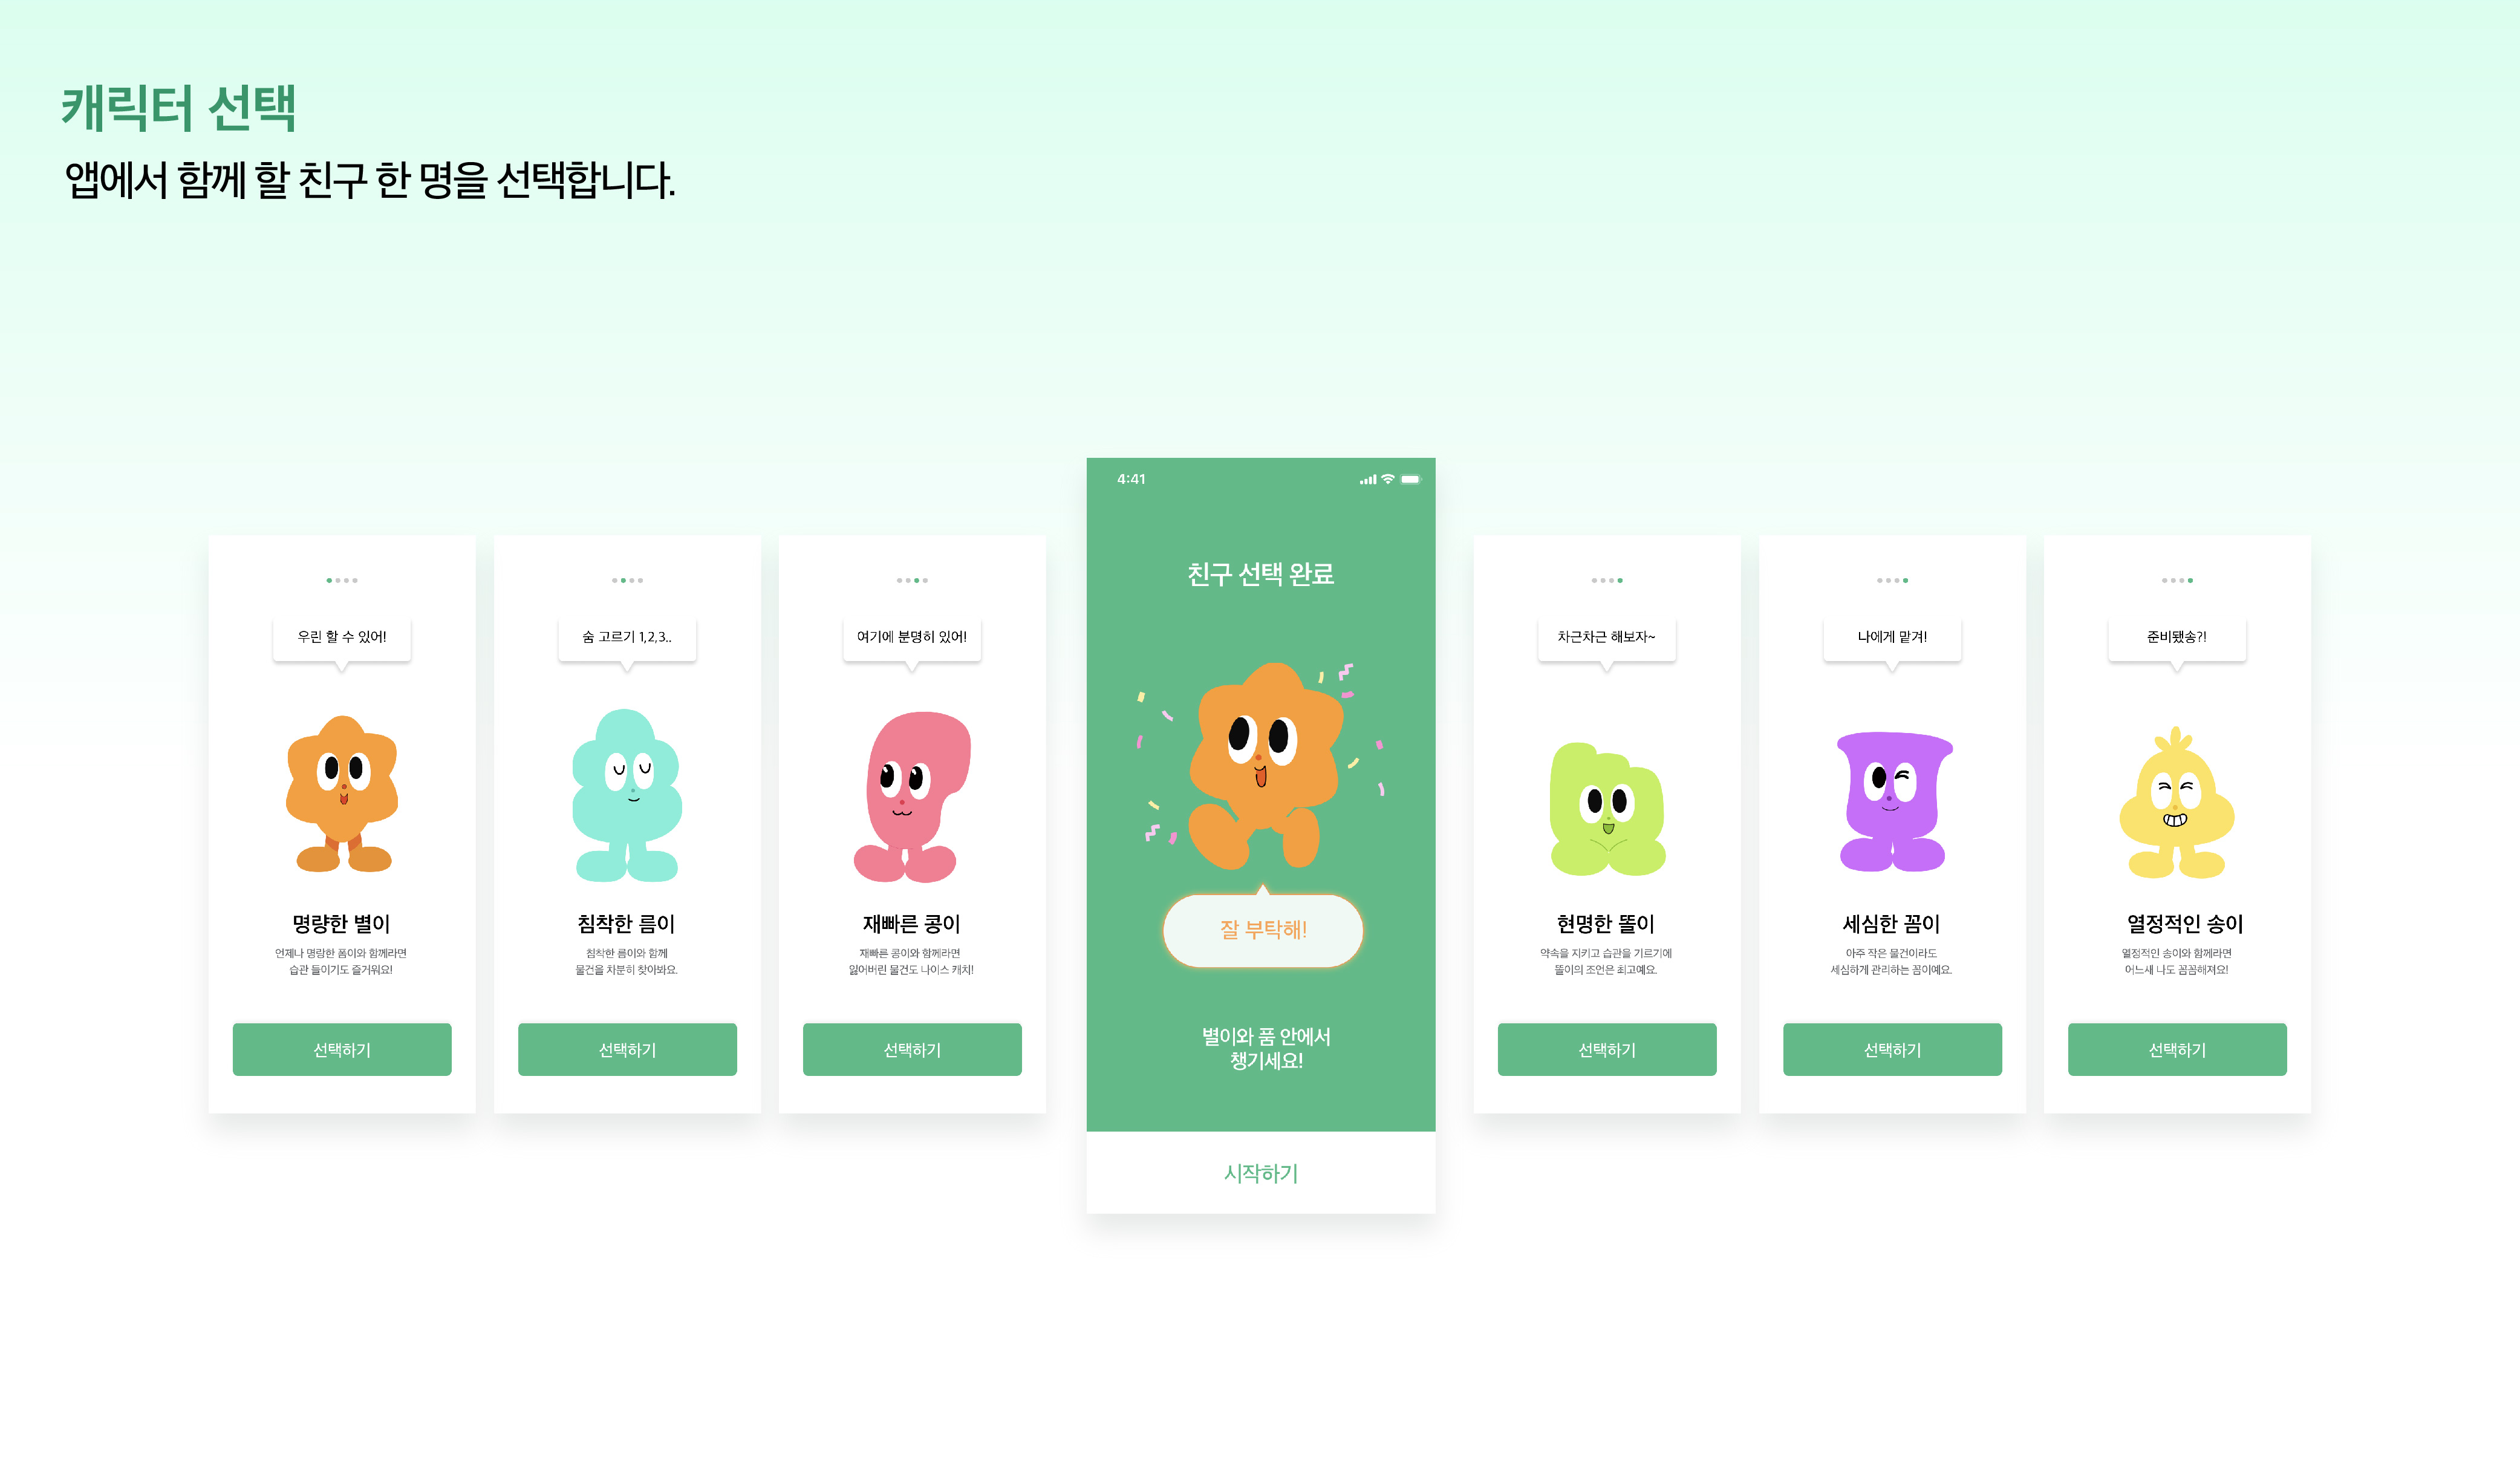 캐릭터 선택
앱에서 함께 할 친구 한 명을 선택합니다.
우린 할 수 있어!
명량한 별이
언제나 명랑한 폼이와 함께라면
습관 들이기도 즐거워요!
선택하기
숨 고르기 1,2,3..
침착한 름이
침착한 름이와 함께
물건을 차분히 찾아봐요.
선택하기
여기에 분명히 있어!
재빠른 콩이
재빠른 콩이와 함께라면
잃어버린 물건도 나이스 캐치!
선택하기
4:41
친구 선택 완료
잘 부탁해!
별이와 품 안에서
챙기세요!
시작하기
차근차근 해보자~
현명한 똘이
약속을 지키고 습관을 기르기에
똘이의 조언은 최고예요.
선택하기
나에게 맡겨!
세심한 꼼이
아주 작은 물건이라도
세심하게 관리하는 꼼이예요.
선택하기
준비됐송?!
열정적인 송이
열정적인 송이와 함께라면
어느새 나도 꼼꼼해져요!
선택하기